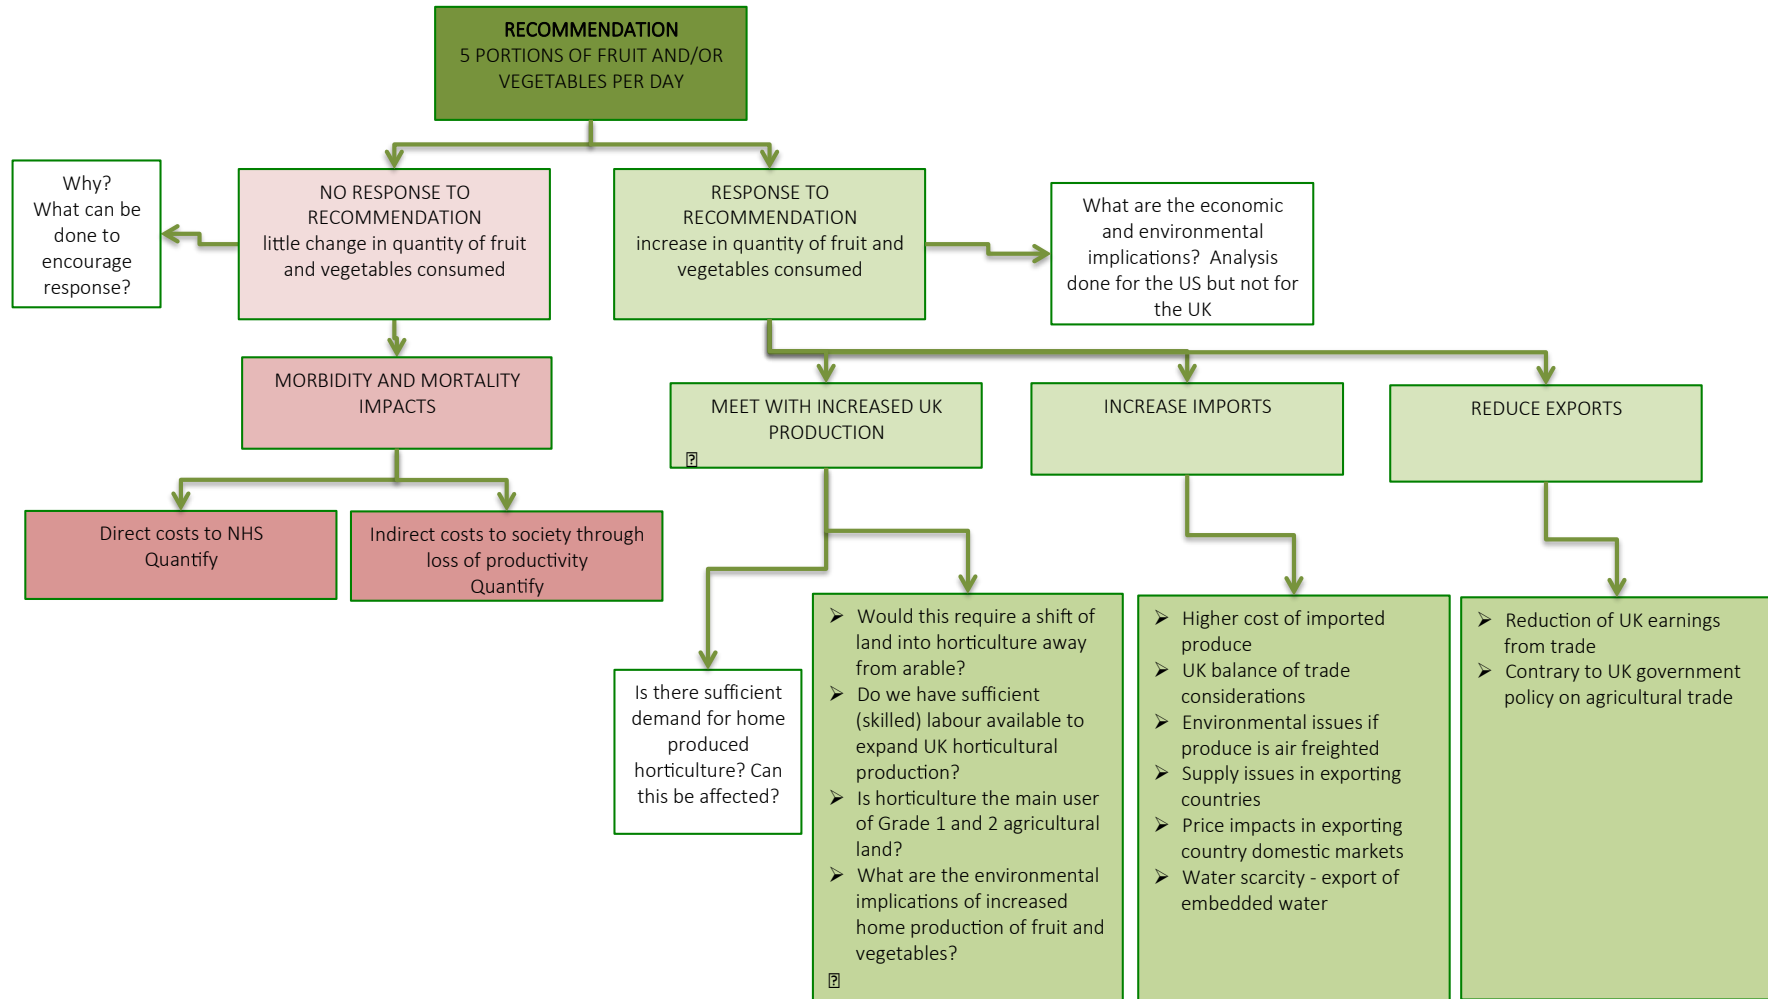 RECOMMENDATION
5 PORTIONS OF FRUIT AND/OR
VEGETABLES PER DAY
Why?
What can be
done to
encourage
response?
NO RESPONSE TO
RECOMMENDATION
little change in quantity of fruit
and vegetables consumed
RESPONSE TO
RECOMMENDATION
increase in quantity of fruit and
vegetables consumed
What are the economic
and environmental
implications?  Analysis
done for the US but not for
the UK
MORBIDITY AND MORTALITY
IMPACTS
MEET WITH INCREASED UK
PRODUCTION
INCREASE IMPORTS
REDUCE EXPORTS
Direct costs to NHS
Quantify
Indirect costs to society through
loss of productivity
Quantify
Is there sufficient
demand for home
produced
horticulture? Can
this be affected?
➢ Would this require a shift of
land into horticulture away
from arable?
➢ Do we have sufficient
(skilled) labour available to
expand UK horticultural
production?
➢ Is horticulture the main user
of Grade 1 and 2 agricultural
land?
➢ What are the environmental
implications of increased
home production of fruit and
vegetables?
➢ Higher cost of imported
produce
➢ UK balance of trade
considerations
➢ Environmental issues if
produce is air freighted
➢ Supply issues in exporting
countries
➢ Price impacts in exporting
country domestic markets
➢ Water scarcity - export of
embedded water
➢ Reduction of UK earnings
from trade
➢ Contrary to UK government
policy on agricultural trade